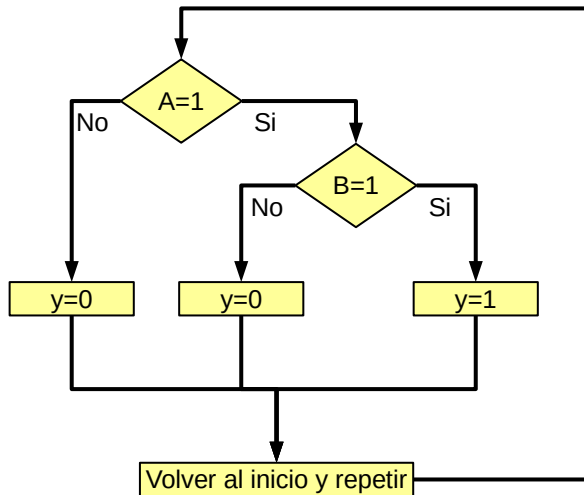 A=1
No
Si
B=1
No
Si
y=0
y=0
y=1
Volver al inicio y repetir